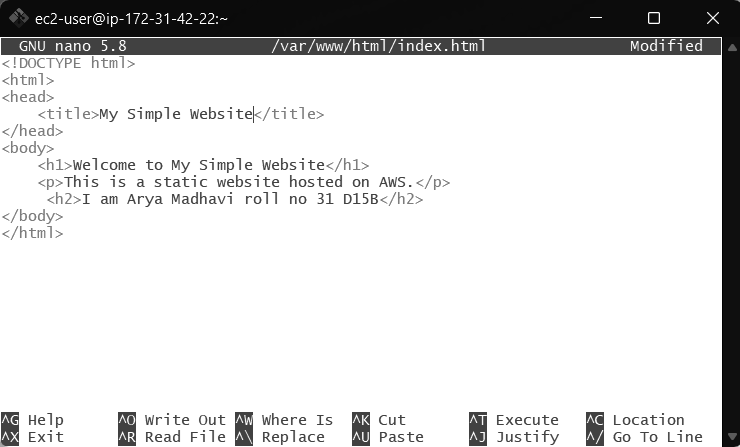 ec2-user@ip-172-31-42-22:~
GNU nano 5.8 /var/www/html/index.html Modified
<!DOCTYPE html>
<html>
<head>
    <title>My Simple Website</title>
</head>
<body>
    <h1>Welcome to My Simple Website</h1>
    <p>This is a static website hosted on AWS.</p>
     <h2>I am Arya Madhavi roll no 31 D15B</h2>
</body>
</html>
^G Help ^O Write Out ^W Where Is ^K Cut ^T Execute ^C Location
^X Exit ^R Read File ^\ Replace ^U Paste ^J Justify ^/ Go To Line